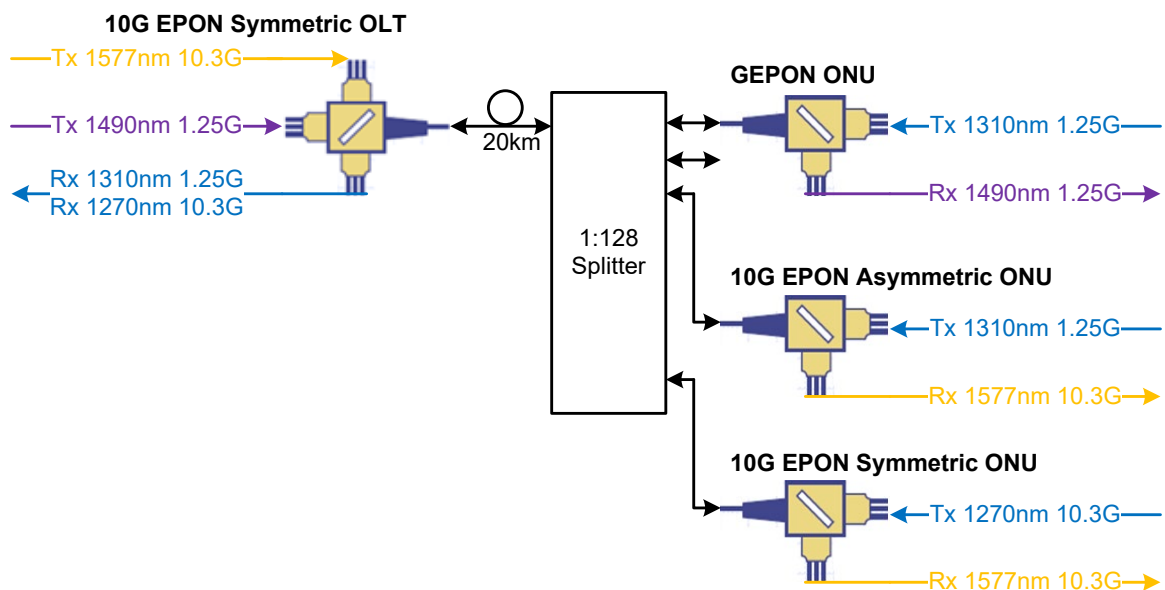 10G EPON Symmetric OLT
Tx 1577nm 10.3G
Tx 1490nm 1.25G
Rx 1310nm 1.25G
Rx 1270nm 10.3G
20km
1:128
Splitter
GEPON ONU
Tx 1310nm 1.25G
Rx 1490nm 1.25G
10G EPON Asymmetric ONU
Tx 1310nm 1.25G
Rx 1577nm 10.3G
10G EPON Symmetric ONU
Tx 1270nm 10.3G
Rx 1577nm 10.3G